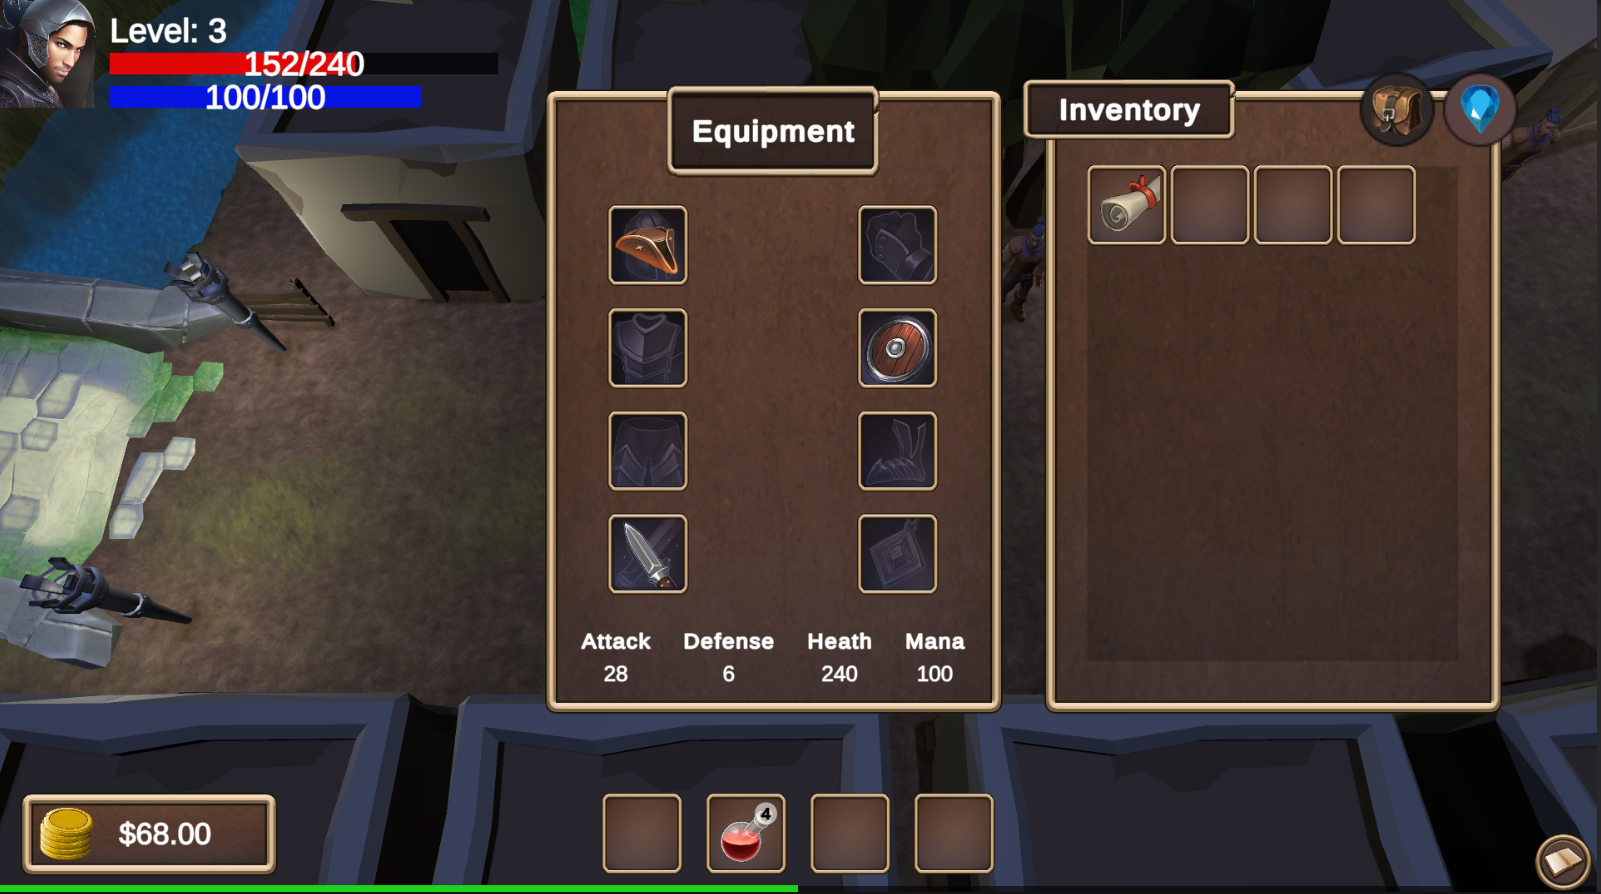 Level: 3
152/240
100/100
Equipment
Inventory
Attack Defense Heath Mana
28 6 240 100
$68.00
4